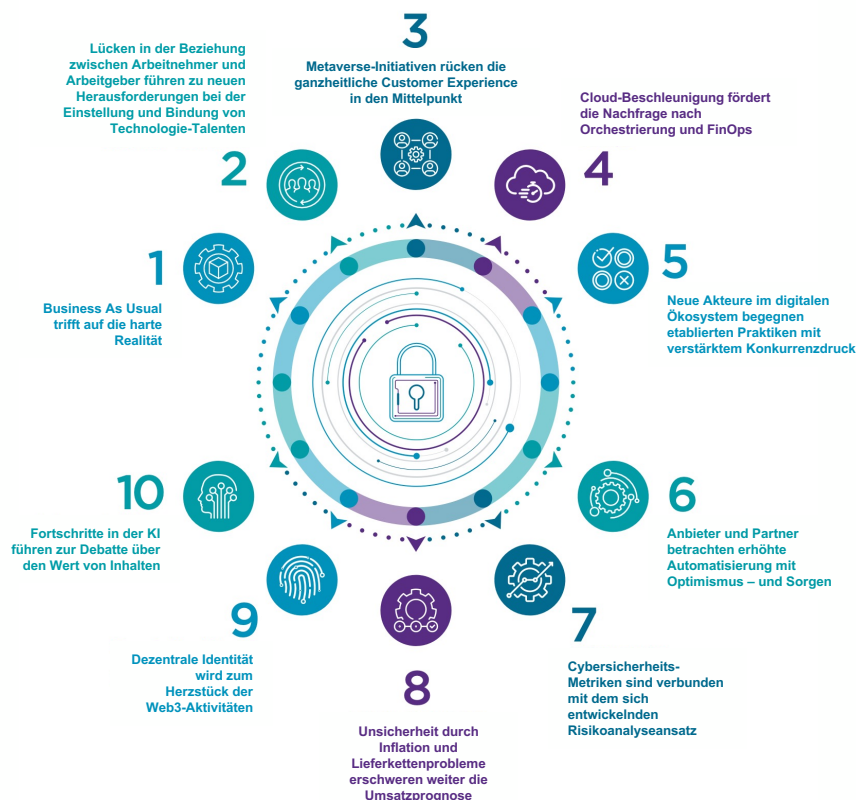 1
Business As Usual
trifft auf die harte
Realität
2
Lücken in der Beziehung
zwischen Arbeitnehmer und
Arbeitgeber führen zu neuen
Herausforderungen bei der
Einstellung und Bindung von
Technologie-Talenten
3
Metaverse-Initiativen rücken die
ganzheitliche Customer Experience
in den Mittelpunkt
4
Cloud-Beschleunigung fördert
die Nachfrage nach
Orchestrierung und FinOps
5
Neue Akteure im digitalen
Ökosystem begegnen
etablierten Praktiken mit
verstärktem Konkurrenzdruck
6
Anbieter und Partner
betrachten erhöhte
Automatisierung mit
Optimismus – und Sorgen
7
Cybersicherheits-
Metriken sind verbunden
mit dem sich
entwickelnden
Risikoanalyseansatz
8
Unsicherheit durch
Inflation und
Lieferkettenprobleme
erschweren weiter die
Umsatzprognose
9
Dezentrale Identität
wird zum
Herzstück der
Web3-Aktivitäten
10
Fortschritte in der KI
führen zur Debatte über
den Wert von Inhalten